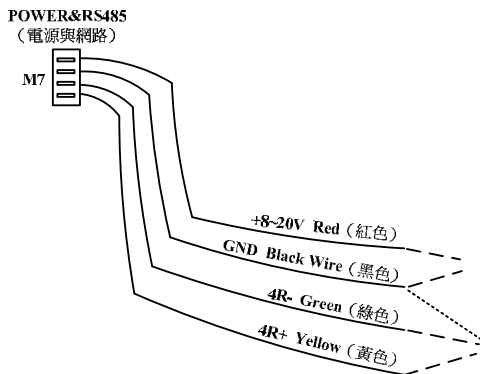 POWER&RS485
（電源與網路）
M7
+8~20V Red（紅色）
GND Black Wire（黑色）
4R- Green（綠色）
4R+ Yellow（黃色）